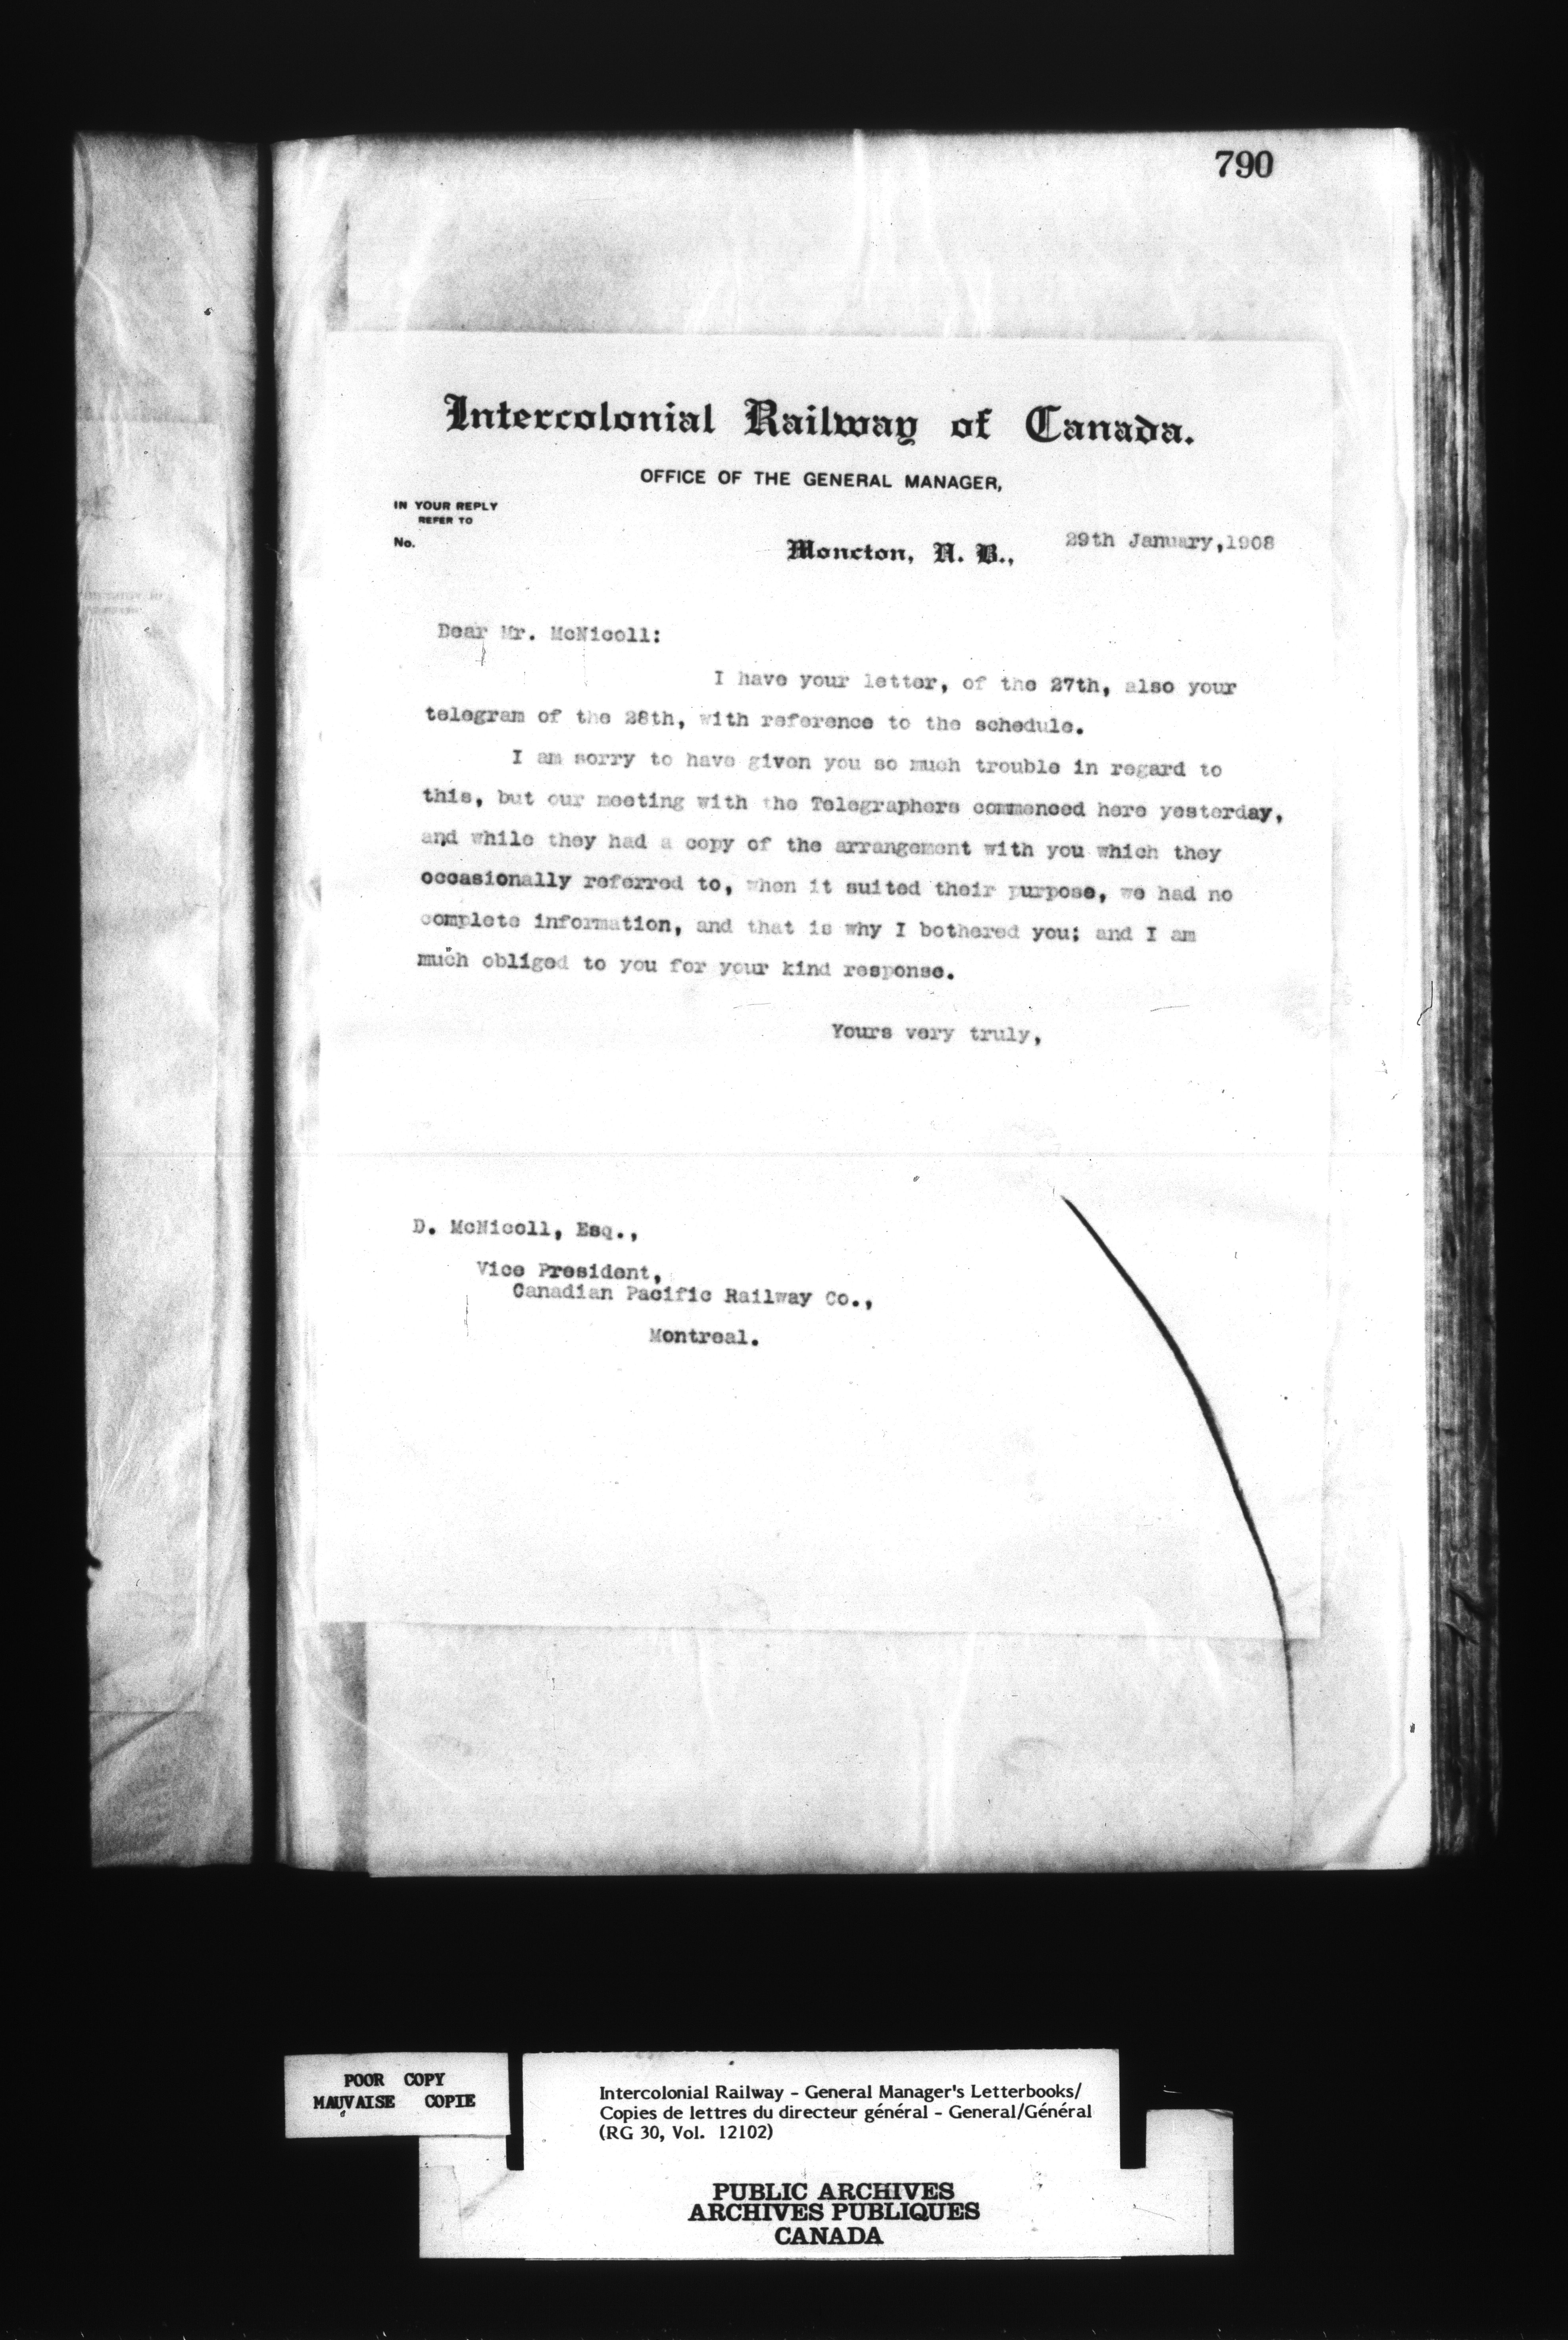 790
Intercolonial Railway of Canada.
OFFICE OF THE GENERAL MANAGER,
IN YOUR REPLY
REFER TO
No.
Moncton, N. B., 29th January, 1908
Dear Mr. McNicoll:
I have your letter, of the 27th, also your
telegram of the 28th, with reference to the schedule.
I am sorry to have given you so much trouble in regard to
this, but our meeting with the Telegraphers commenced here yesterday,
and while they had a copy of the arrangement with you which they
occasionally referred to, when it suited their purpose, we had no
complete information, and that is why I bothered you; and I am
much obliged to you for your kind response.
Yours very truly,
D. McNicoll, Esq.,
Vice President,
Canadian Pacific Railway Co.,
Montreal.
POOR COPY
MAUVAISE COPIE
Intercolonial Railway - General Manager's Letterbooks/
Copies de lettres du directeur général - General/Général
(RG 30, Vol. 12102)
PUBLIC ARCHIVES
ARCHIVES PUBLIQUES
CANADA